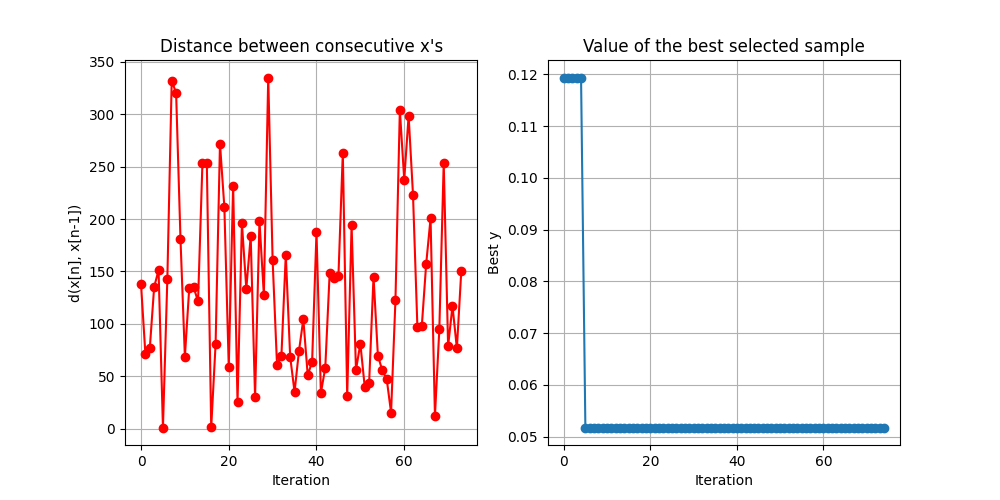 Distance between consecutive x's
d(x[n], x[n-1])
350
300
250
200
150
100
50
0
0 20 40 60
Iteration
Value of the best selected sample
Best y
0.12
0.11
0.10
0.09
0.08
0.07
0.06
0.05
0 20 40 60
Iteration